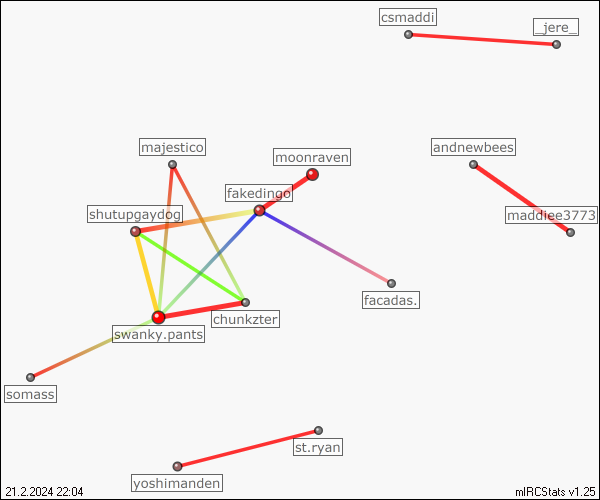 csmaddi
_jere_
majestico
moonraven
andnewbees
fakedingo
shutupgaydog
maddiee3773
facadas.
chunkzter
swanky.pants
somass
st.ryan
yoshimanden
21.2.2024 22:04
mIRCStats v1.25